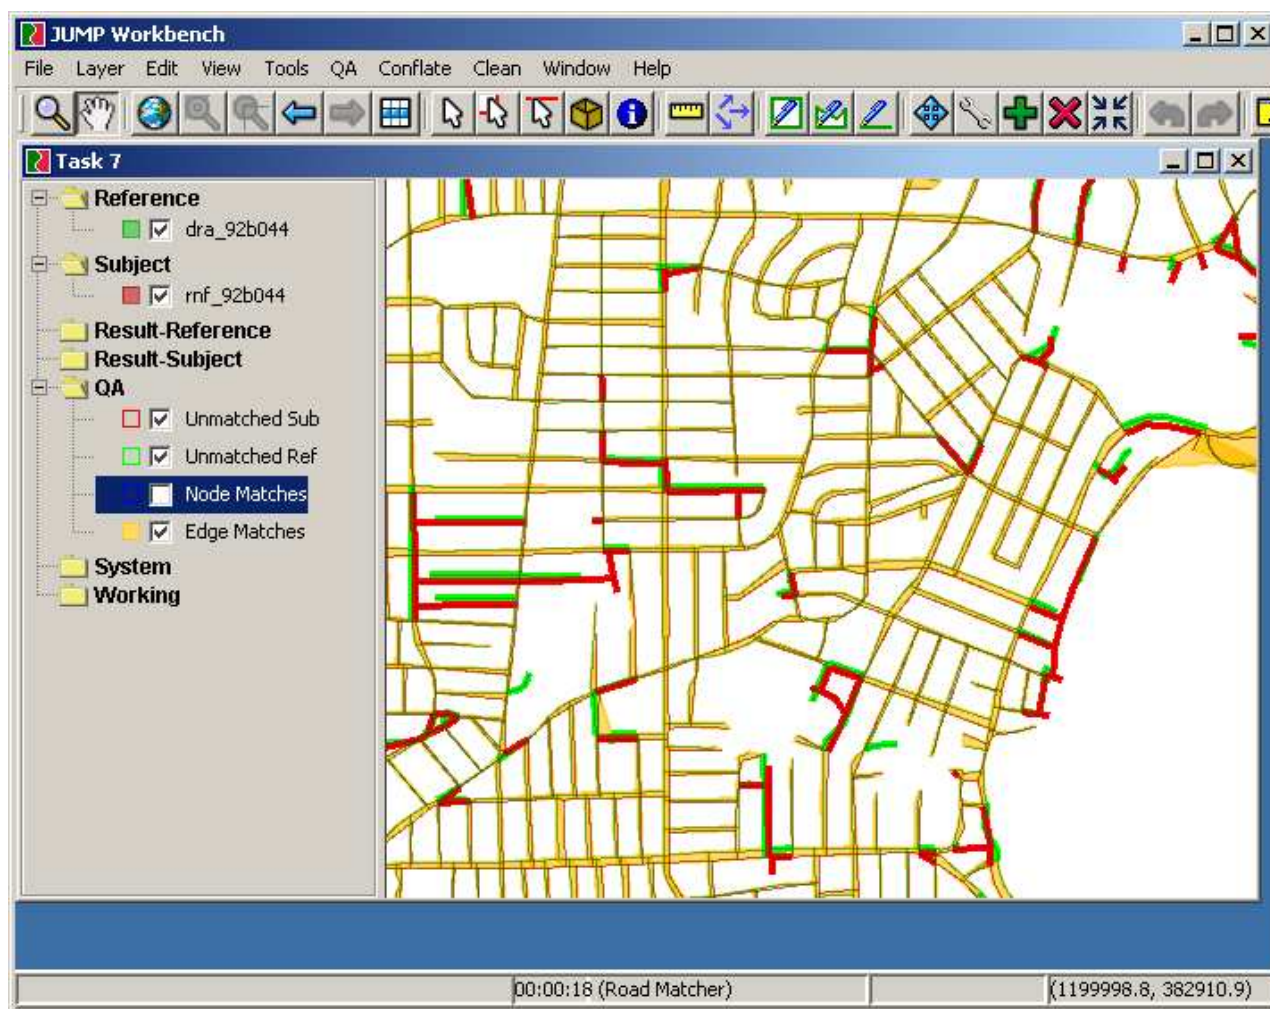 JUMP Workbench
File Layer Edit View Tools QA Conflate Clean Window Help
Task 7
Reference
dra_92b044
Subject
rnf_92b044
Result-Reference
Result-Subject
QA
Unmatched Sub
Unmatched Ref
Node Matches
Edge Matches
System
Working
00:00:18 (Road Matcher)
(1199998.8, 382910.9)